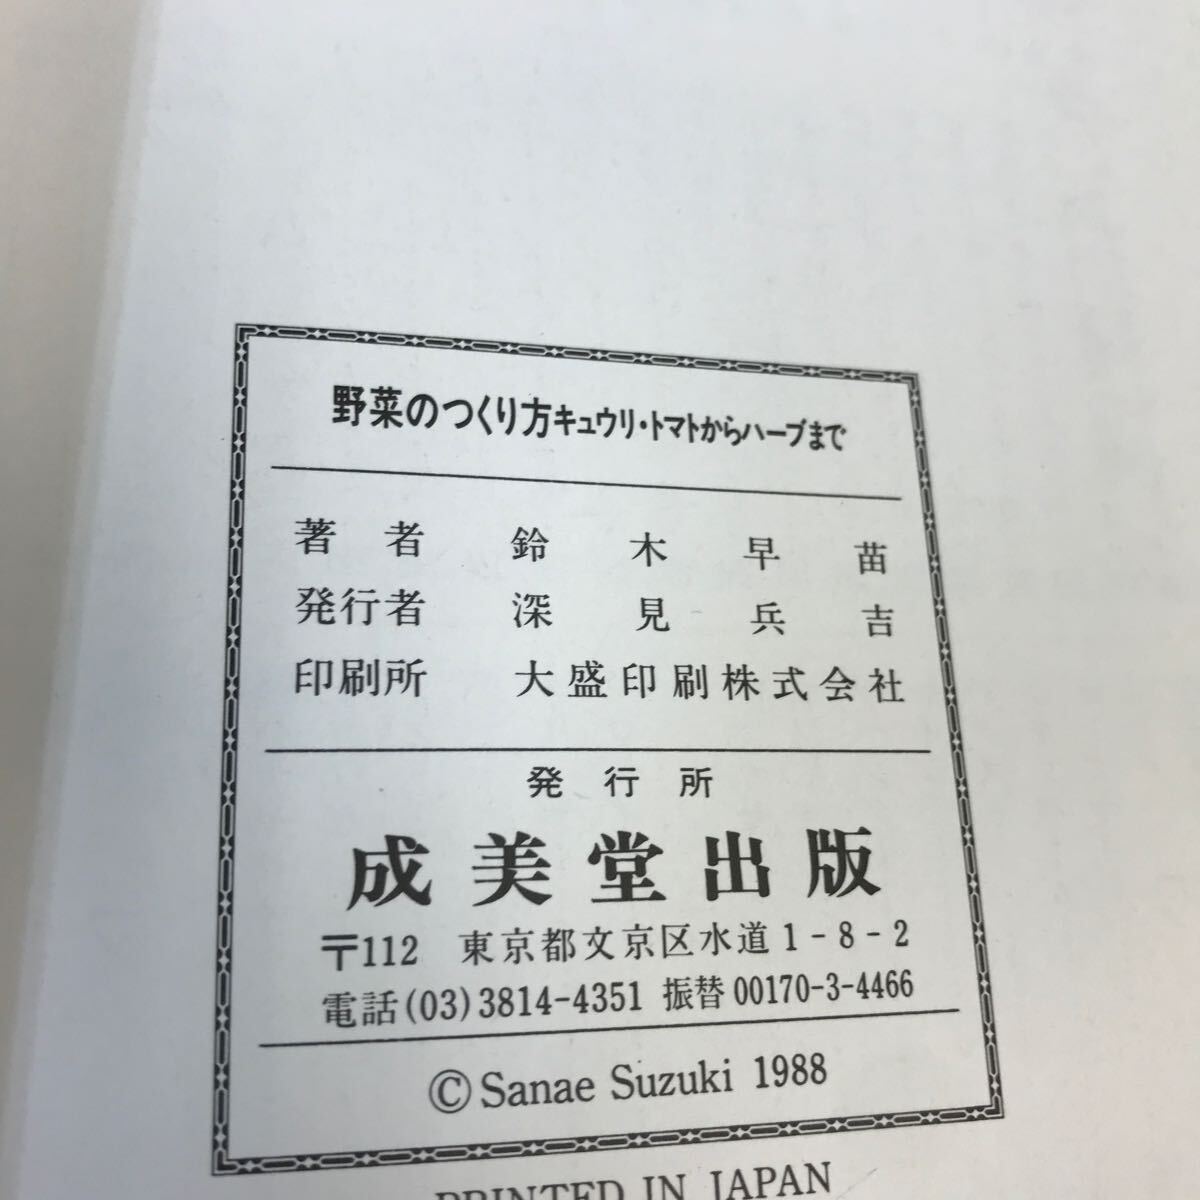 野菜のつくり方キュウリ・トマトからハーブまで
著者 鈴木早苗
発行者 深見兵吉
印刷所 大盛印刷株式会社
発行所
成美堂出版
〒112 東京都文京区水道1-8-2
電話(03)3814-4351 振替00170-3-4466
©Sanae Suzuki 1988
PRINTED IN JAPAN